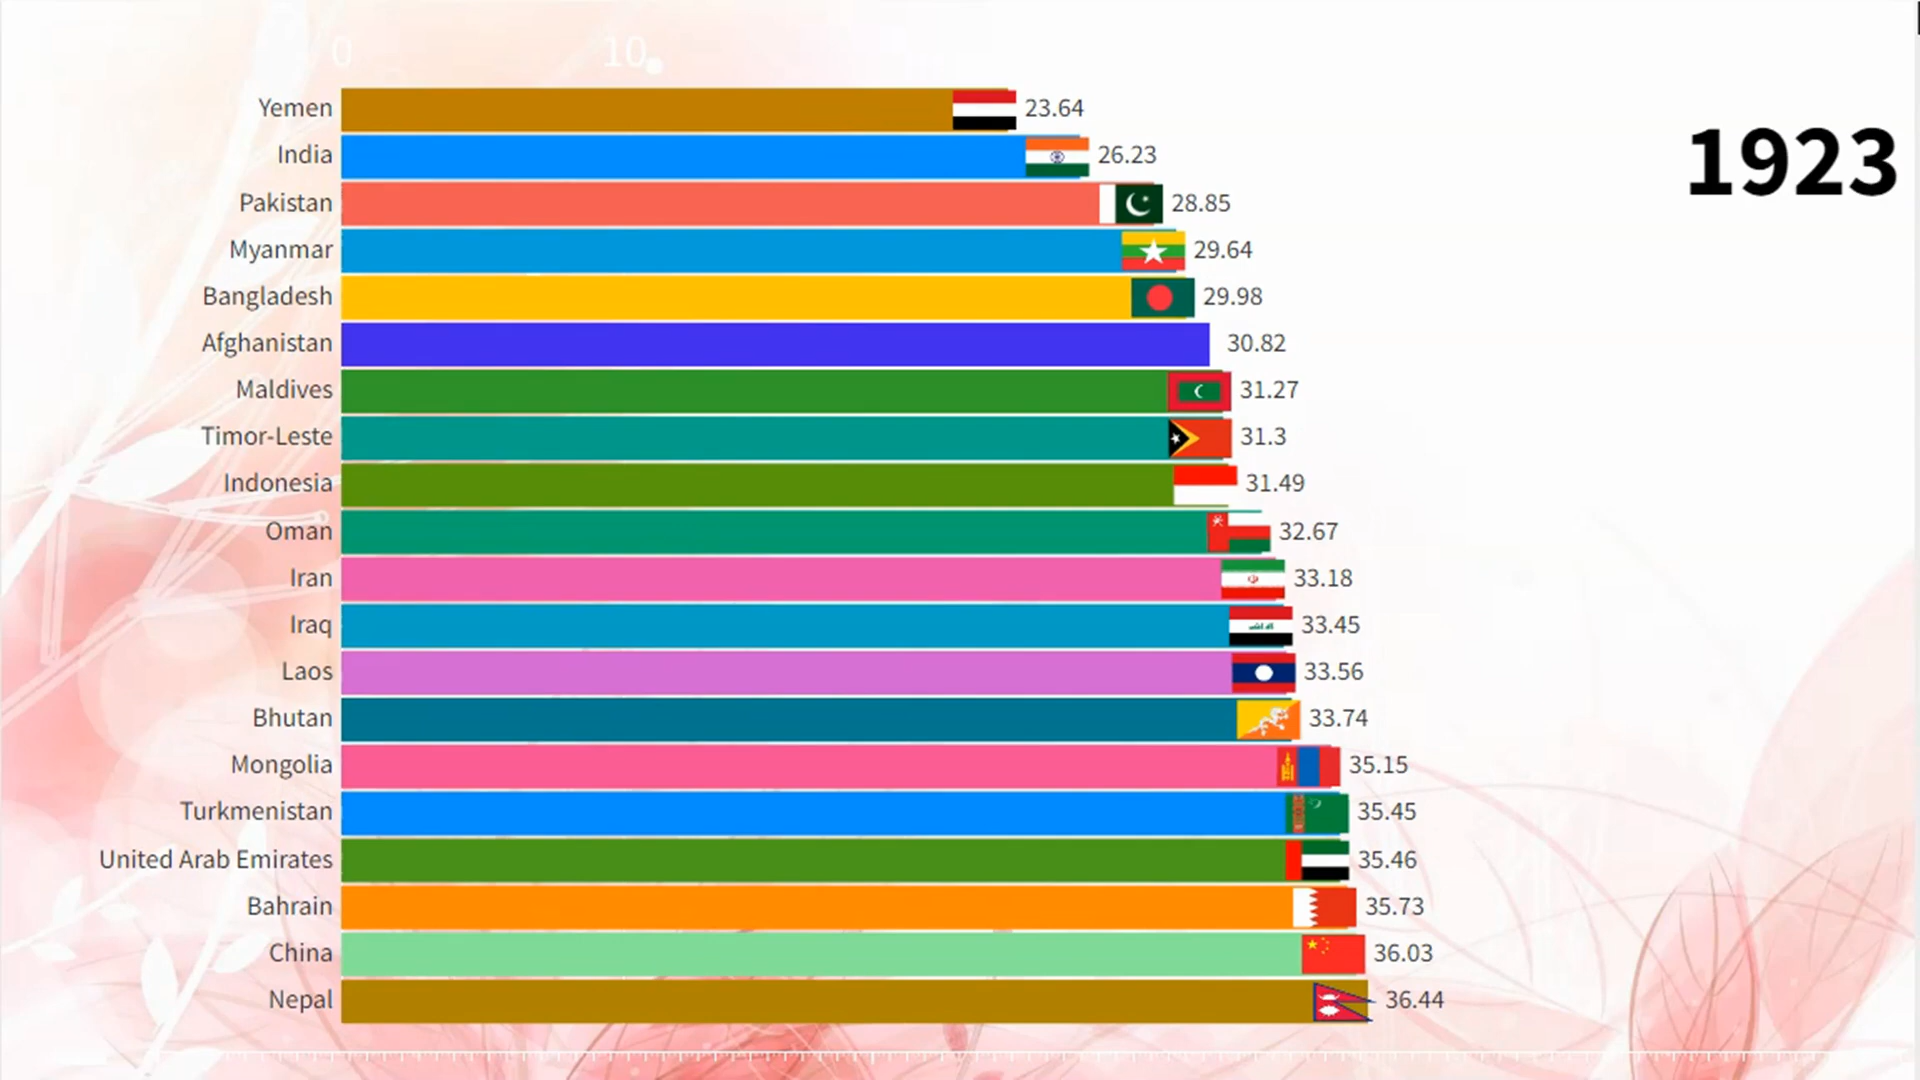 0 10
1923
Yemen 23.64
India 26.23
Pakistan 28.85
Myanmar 29.64
Bangladesh 29.98
Afghanistan 30.82
Maldives 31.27
Timor-Leste 31.3
Indonesia 31.49
Oman 32.67
Iran 33.18
Iraq 33.45
Laos 33.56
Bhutan 33.74
Mongolia 35.15
Turkmenistan 35.45
United Arab Emirates 35.46
Bahrain 35.73
China 36.03
Nepal 36.44